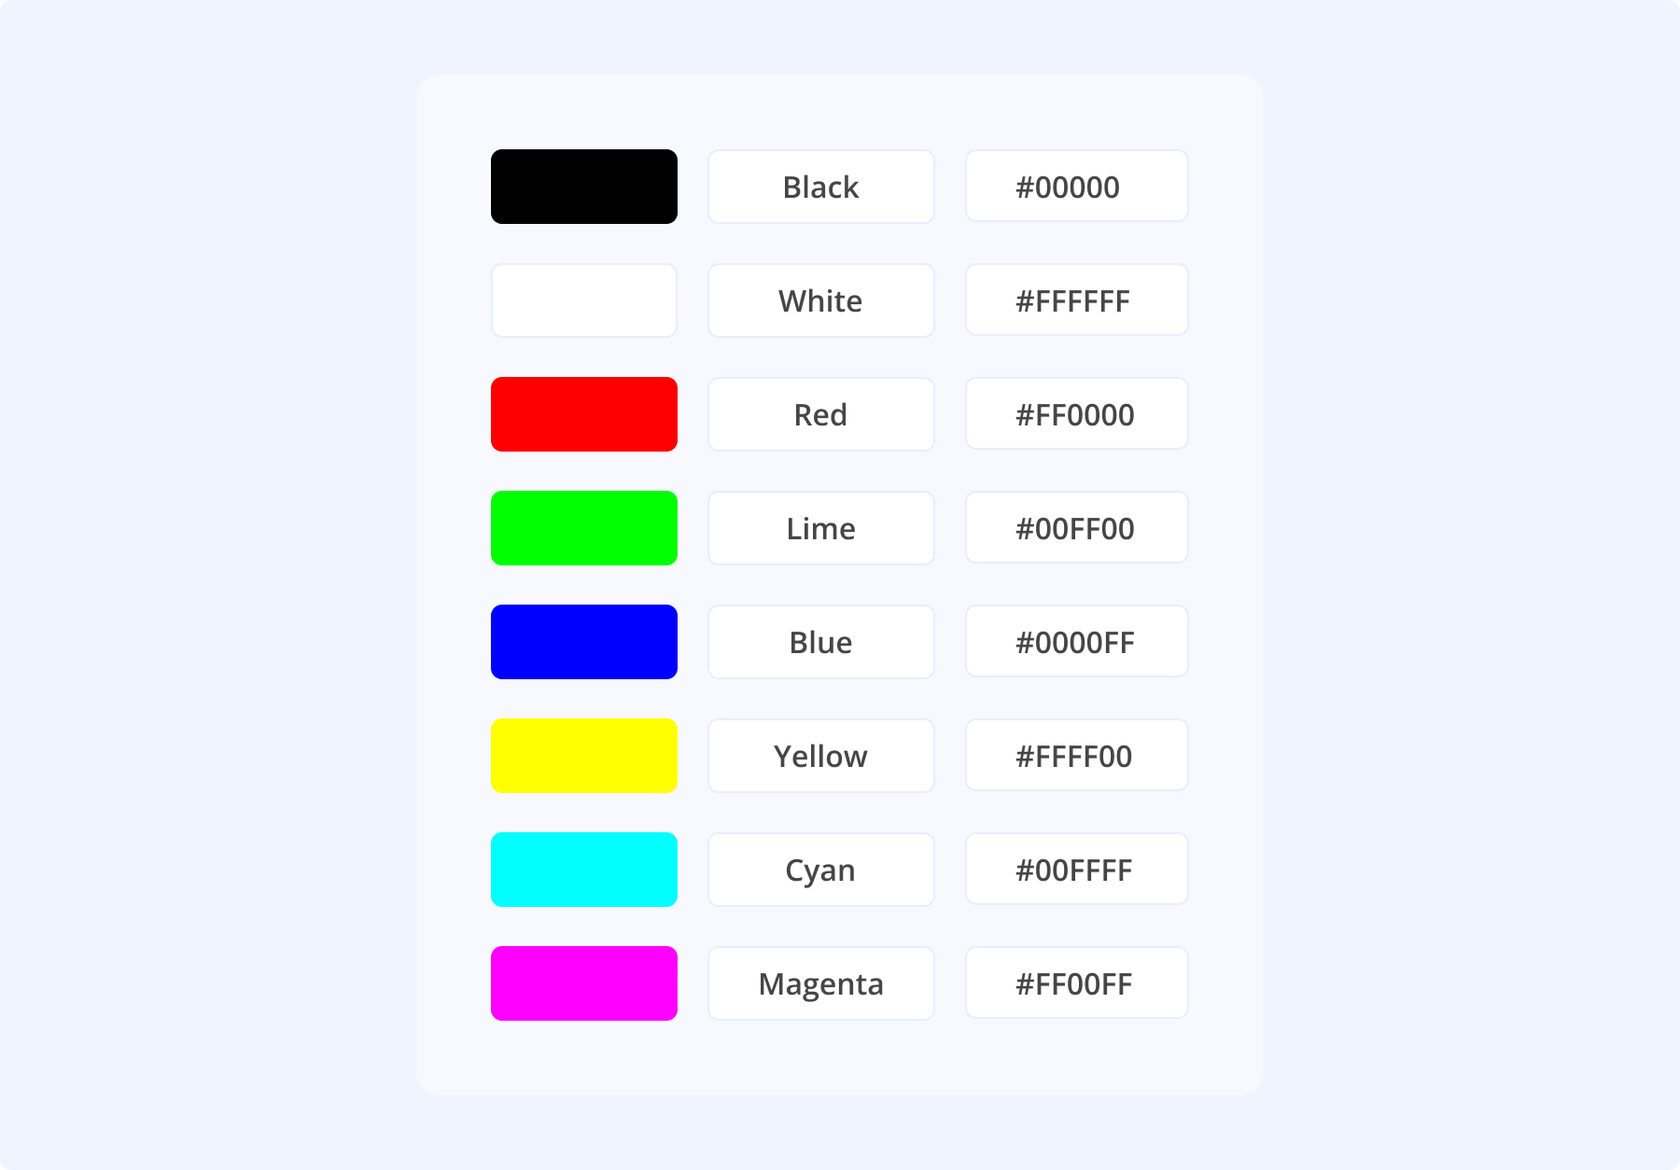 Black #00000
White #FFFFFF
Red #FF0000
Lime #00FF00
Blue #0000FF
Yellow #FFFF00
Cyan #00FFFF
Magenta #FF00FF